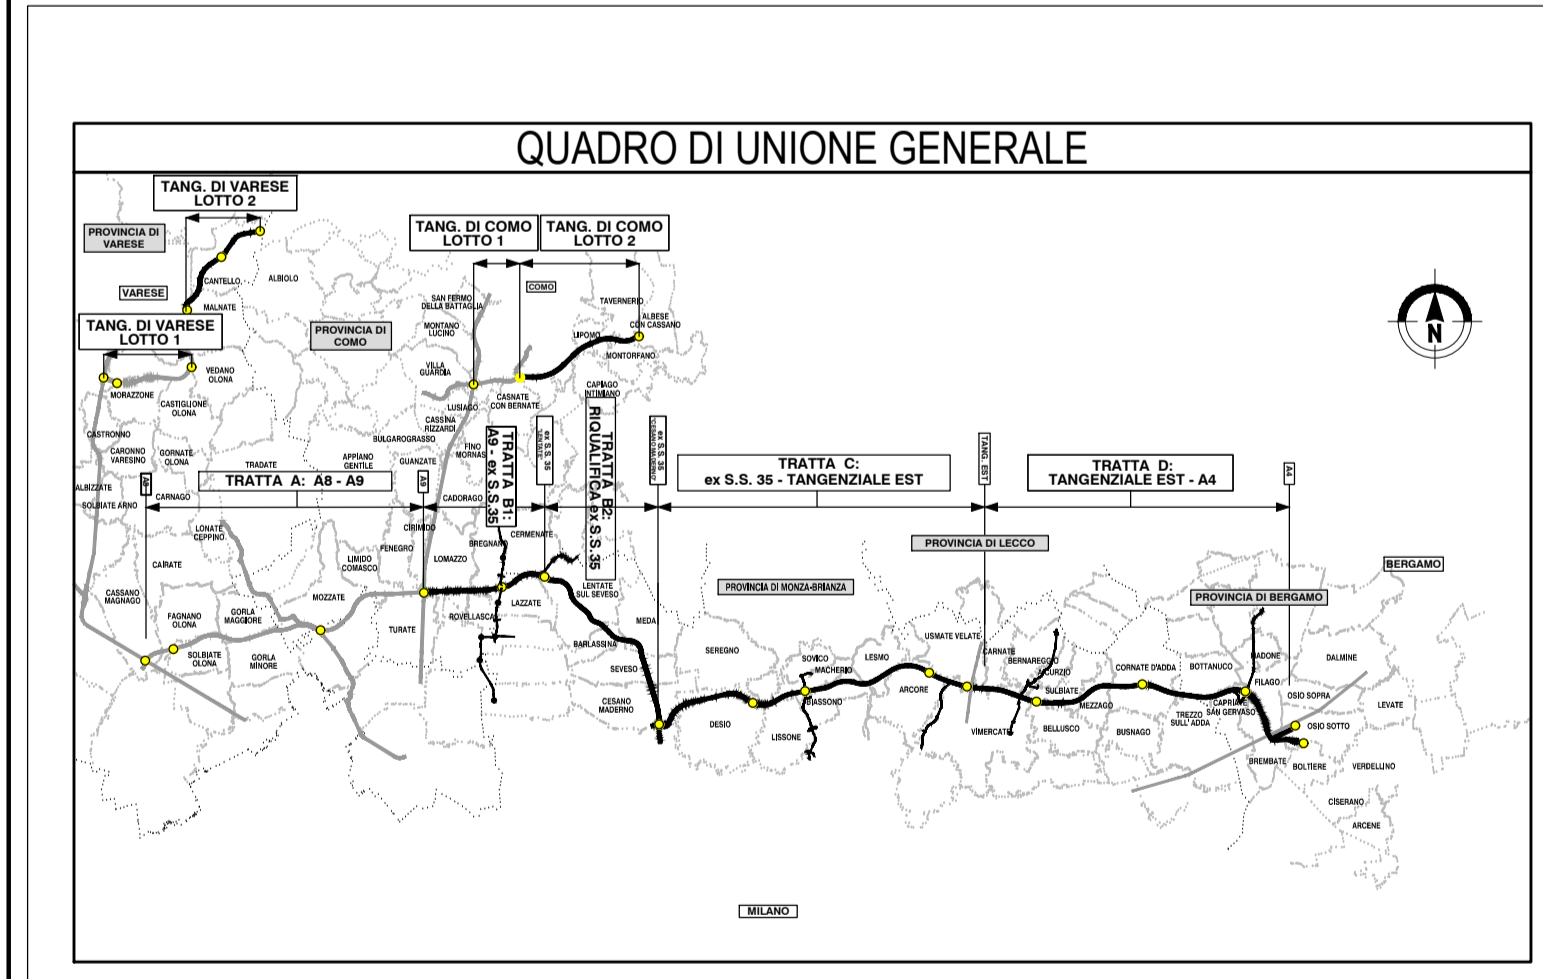 QUADRO DI UNIONE GENERALE
TANG. DI VARESE
LOTTO 2
PROVINCIA DI
VARESE
CANTELLO
ALBIOLO
VARESE
MALNATE
TANG. DI VARESE
LOTTO 1
PROVINCIA DI
COMO
VEDANO
OLONA
MORAZZONE
CASTIGLIONE
OLONA
TANG. DI COMO
LOTTO 1
TANG. DI COMO
LOTTO 2
COMO
SAN FERMO
DELLA BATTAGLIA
TAVERNERIO
MONTANO
LUCINO
ALBESE
CON CASSANO
LIPOMO
MONTORFANO
VILLA
GUARDIA
CAPIAGO
INTIMIANO
LUSIAGO
CASNATE
CON BERNATE
CASSINA
RIZZARDI
BULGAROGRASSO
FINO
MORNAS
CASTRONNO
CARONNO
VARESINO
GORNATE
OLONA
TRADATE
APPIANO
GENTILE
GUANZATE
ALBIZZATE
SOLBIATE ARNO
CARNAGO
TRATTA A: A8 - A9
A9
CADORAGO
TRATTA B1:
A9 - ex S.S.35
ex S.S. 35
"LENTATE"
TRATTA B2:
RIQUALIFICA ex S.S.35
ex S.S. 35
"CESANO MADERNO"
TRATTA C:
ex S.S. 35 - TANGENZIALE EST
TANG. EST
TRATTA D:
TANGENZIALE EST - A4
A4
LONATE
CEPPINO
CIRIMIDO
FENEGRO
LIMIDO
COMASCO
LOMAZZO
BREGNANO
CERMENATE
PROVINCIA DI LECCO
BERGAMO
CAIRATE
CASSANO
MAGNAGO
MOZZATE
LENTATE
SUL SEVESO
LAZZATE
PROVINCIA DI MONZA-BRIANZA
PROVINCIA DI BERGAMO
FAGNANO
OLONA
GORLA
MAGGIORE
TURATE
ROVELLASCA
MEDA
BARLASSINA
SOLBIATE
OLONA
GORLA
MINORE
SEVESO
SEREGNO
SOVICO
MACHERIO
LESMO
USMATE VELATE
CARNATE
BERNAREGGIO
CORNATE D'ADDA
BOTTANUCO
MADONE
DALMINE
FILAGO
CESANO
MADERNO
DESIO
BIASSONO
LISSONE
ARCORE
VIMERCATE
SULBIATE
MEZZAGO
BELLUSCO
BUSNAGO
TREZZO
SULL'ADDA
CAPRIATE
SAN GERVASO
OSIO SOPRA
LEVATE
OSIO SOTTO
BREMBATE
BOLTIERE
VERDELLINO
CISERANO
ARCENE
MILANO
N